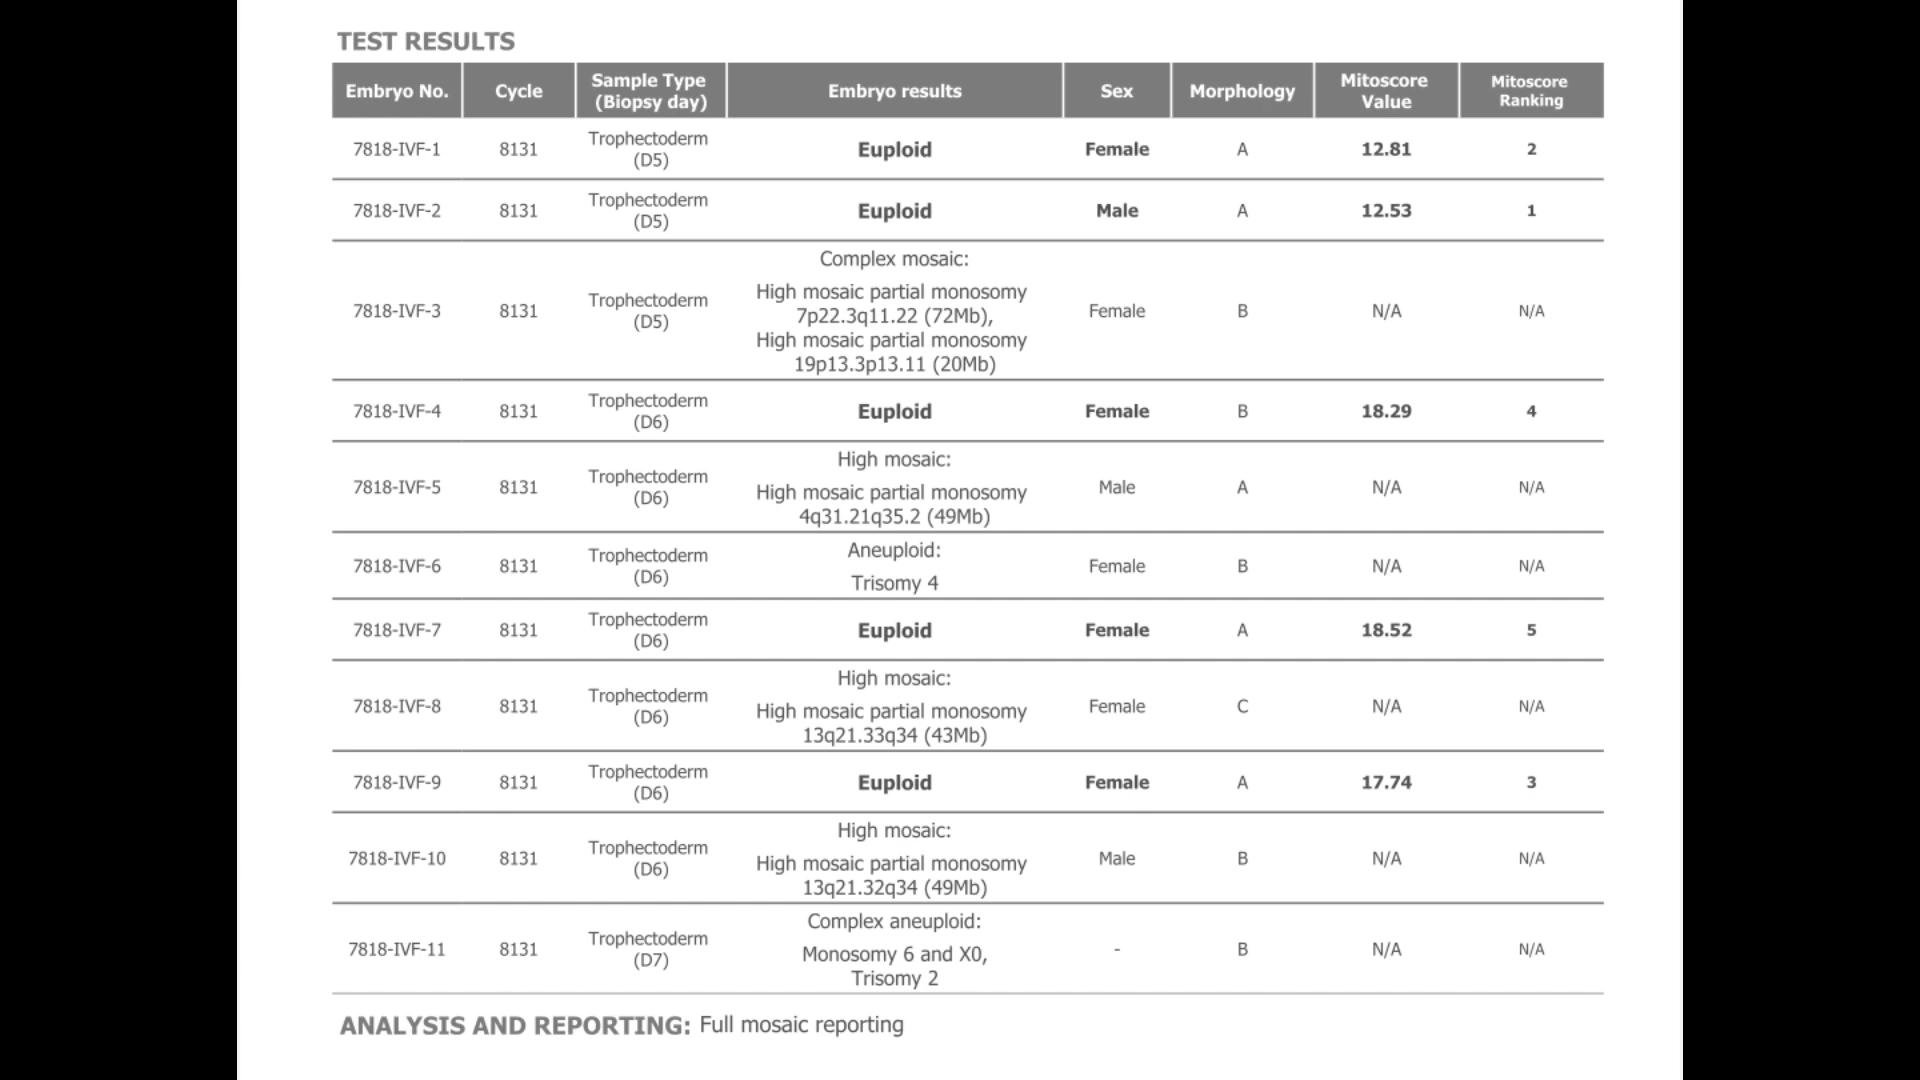 TEST RESULTS
Embryo No. Cycle Sample Type (Biopsy day) Embryo results Sex Morphology Mitoscore Value Mitoscore Ranking
7818-IVF-1 8131 Trophectoderm (D5) Euploid Female A 12.81 2
7818-IVF-2 8131 Trophectoderm (D5) Euploid Male A 12.53 1
7818-IVF-3 8131 Trophectoderm (D5) Complex mosaic: High mosaic partial monosomy 7p22.3q11.22 (72Mb), High mosaic partial monosomy 19p13.3p13.11 (20Mb) Female B N/A N/A
7818-IVF-4 8131 Trophectoderm (D6) Euploid Female B 18.29 4
7818-IVF-5 8131 Trophectoderm (D6) High mosaic: High mosaic partial monosomy 4q31.21q35.2 (49Mb) Male A N/A N/A
7818-IVF-6 8131 Trophectoderm (D6) Aneuploid: Trisomy 4 Female B N/A N/A
7818-IVF-7 8131 Trophectoderm (D6) Euploid Female A 18.52 5
7818-IVF-8 8131 Trophectoderm (D6) High mosaic: High mosaic partial monosomy 13q21.33q34 (43Mb) Female C N/A N/A
7818-IVF-9 8131 Trophectoderm (D6) Euploid Female A 17.74 3
7818-IVF-10 8131 Trophectoderm (D6) High mosaic: High mosaic partial monosomy 13q21.32q34 (49Mb) Male B N/A N/A
7818-IVF-11 8131 Trophectoderm (D7) Complex aneuploid: Monosomy 6 and X0, Trisomy 2 - B N/A N/A
ANALYSIS AND REPORTING: Full mosaic reporting